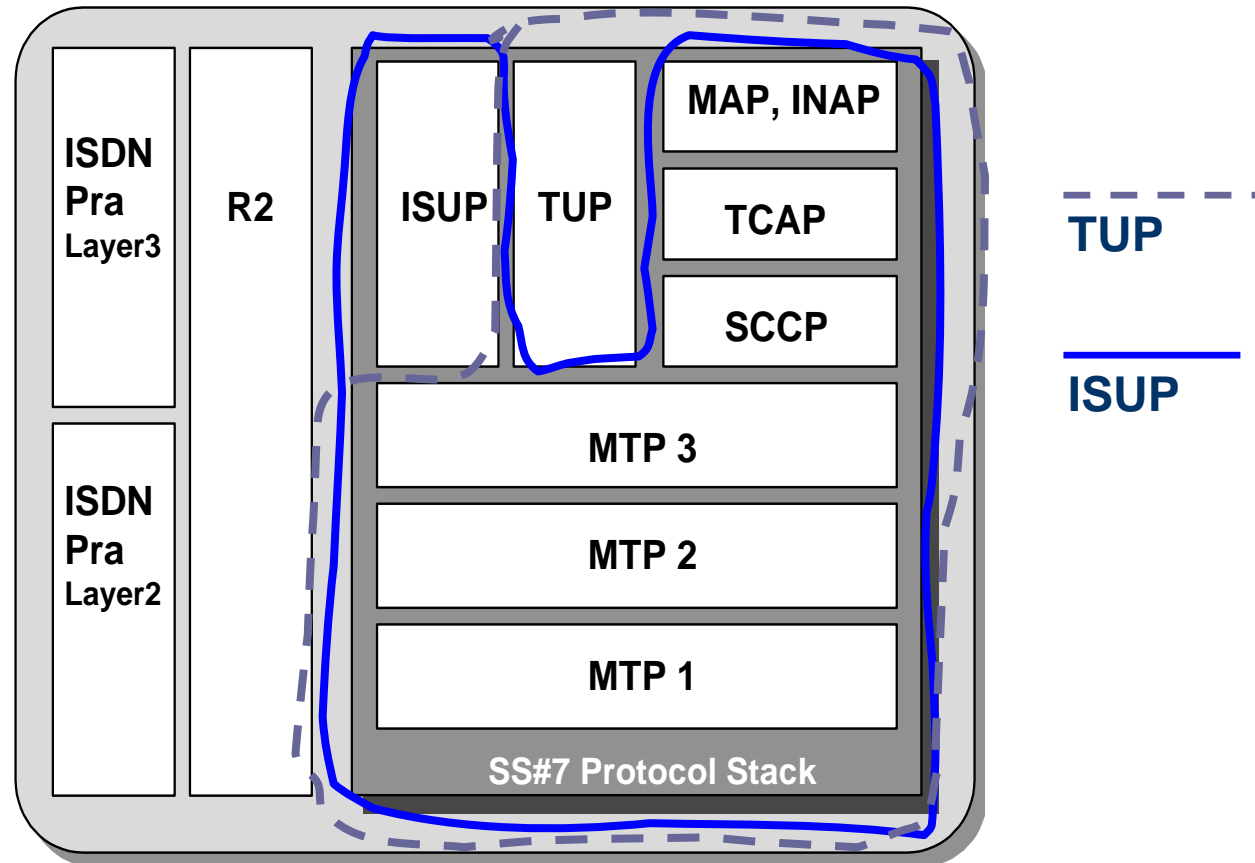 ISDN
Pra
Layer3
ISDN
Pra
Layer2
R2
ISUP
TUP
MAP, INAP
TCAP
SCCP
MTP 3
MTP 2
MTP 1
SS#7 Protocol Stack
TUP
ISUP